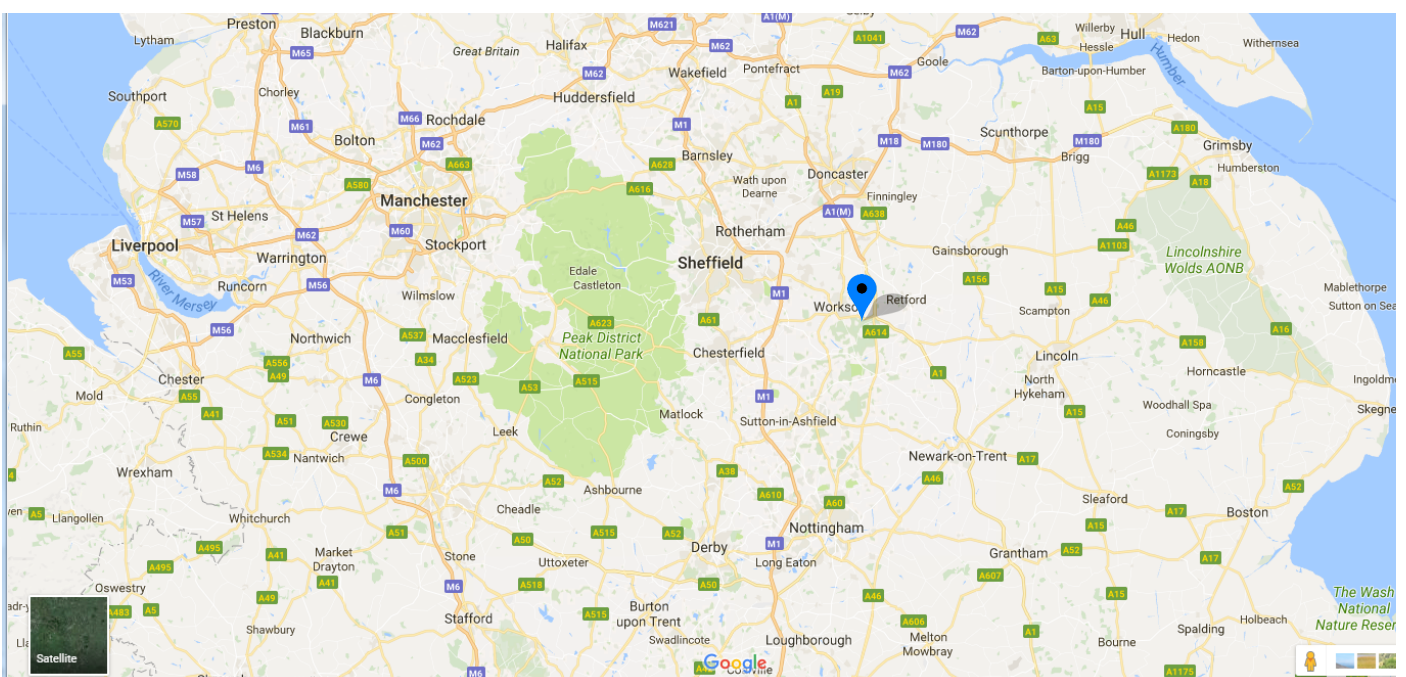 Preston
Blackburn
M621
A1(M)
Lytham
M65
Great Britain
Halifax
M62
A1041
M62
A63
Willerby
Hull
Hedon
Hessle
Withernsea
Humber
M62
Wakefield
Pontefract
M62
Goole
Barton-upon-Humber
Southport
Chorley
Huddersfield
A1
A19
A15
A570
M61
M66
Rochdale
M1
Bolton
M62
M18
M180
Scunthorpe
M180
A180
Grimsby
M6
A663
A628
Barnsley
Brigg
Humberston
M58
A580
A616
Wath upon
Dearne
Doncaster
A1173
A18
Manchester
Finningley
St Helens
M57
M62
M60
A1(M)
A638
A46
Liverpool
Stockport
Rotherham
A1103
Warrington
Sheffield
Gainsborough
Lincolnshire
Wolds AONB
M53
River Mersey
Runcorn
M56
Edale
Castleton
A156
A15
Mablethorpe
Wilmslow
M1
Retford
A46
Sutton on Sea
Scampton
M56
Northwich
A537
Macclesfield
A623
A61
A614
A16
Peak District
National Park
A158
A55
A556
A34
Chesterfield
Lincoln
Chester
A49
M6
A523
A53
A515
A1
North
Hykeham
Horncastle
Mold
A55
Congleton
M1
A41
A51
A530
Matlock
Sutton-in-Ashfield
A15
Woodhall Spa
Ruthin
Crewe
Leek
Coningsby
A534
Nantwich
A500
Newark-on-Trent
A17
Wrexham
A38
A46
M6
A52
Ashbourne
A610
A60
Sleaford
A52
A5
Llangollen
Whitchurch
Cheadle
A17
Boston
A51
A50
A515
A52
Nottingham
A15
A495
A41
Market
Drayton
Stone
Derby
M1
Long Eaton
Grantham
A52
A17
A495
Uttoxeter
A607
Oswestry
A41
M6
A518
A50
A49
A46
A15
The Wash
National
A483
A5
Burton
upon Trent
Stafford
A515
A606
Holbeach
Shawbury
A1
Spalding
Swadlincote
Loughborough
Melton
Mowbray
Bourne
Satellite
Google
M6
A1175